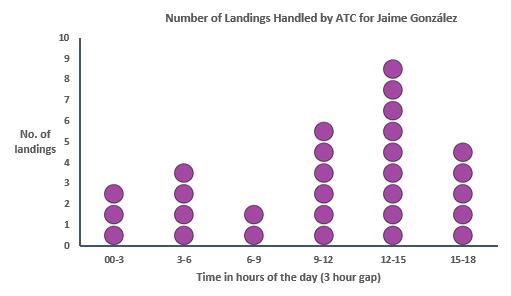 Number of Landings Handled by ATC for Jaime González
10
9
8
7
6
5
4
3
2
1
0
No. of
landings
00-3 3-6 6-9 9-12 12-15 15-18
Time in hours of the day (3 hour gap)